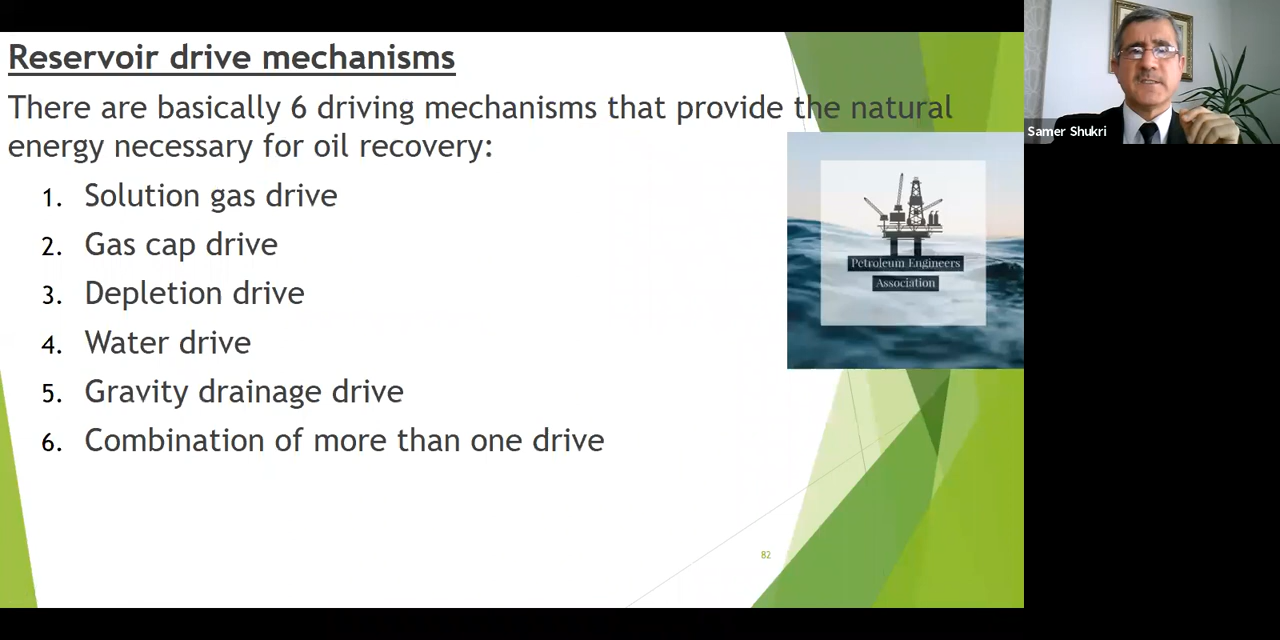 Reservoir drive mechanisms
There are basically 6 driving mechanisms that provide the natural
energy necessary for oil recovery:
1. Solution gas drive
2. Gas cap drive
3. Depletion drive
4. Water drive
5. Gravity drainage drive
6. Combination of more than one drive
Petroleum Engineers
Association
82
Samer Shukri